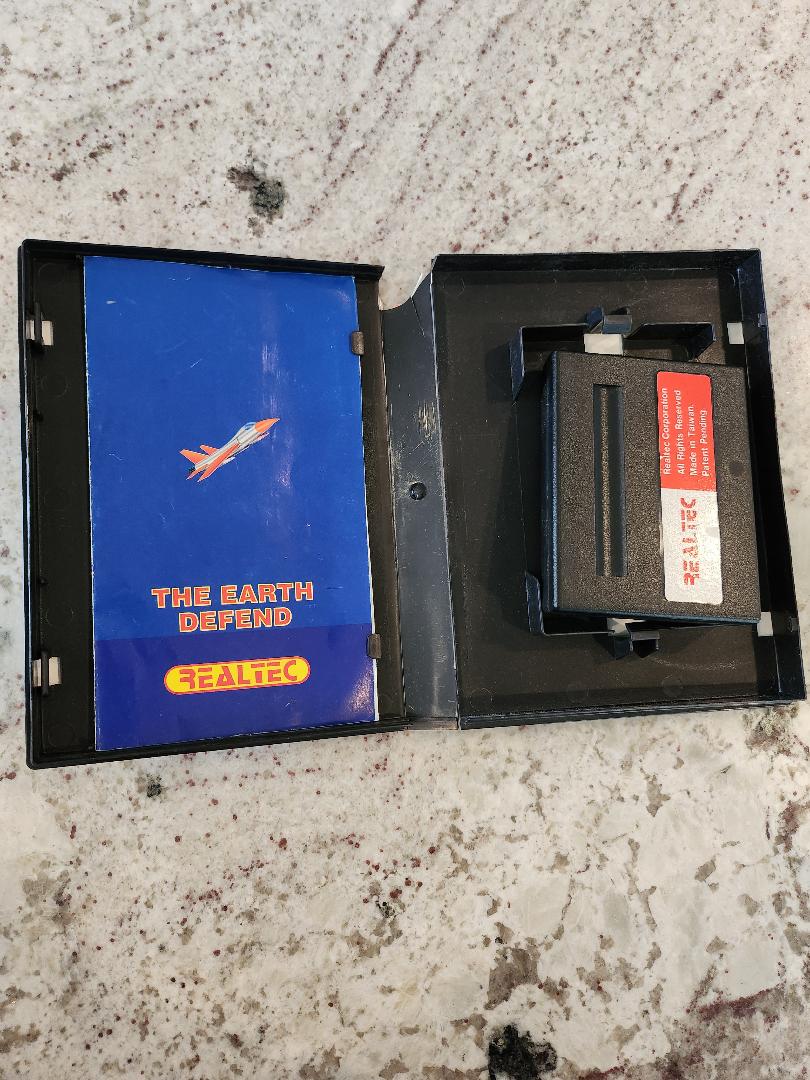 THE EARTH
DEFEND
REALTEC
Realtec Corporation
All Rights Reserved
Made in Taiwan.
Patent Pending
REALTEC